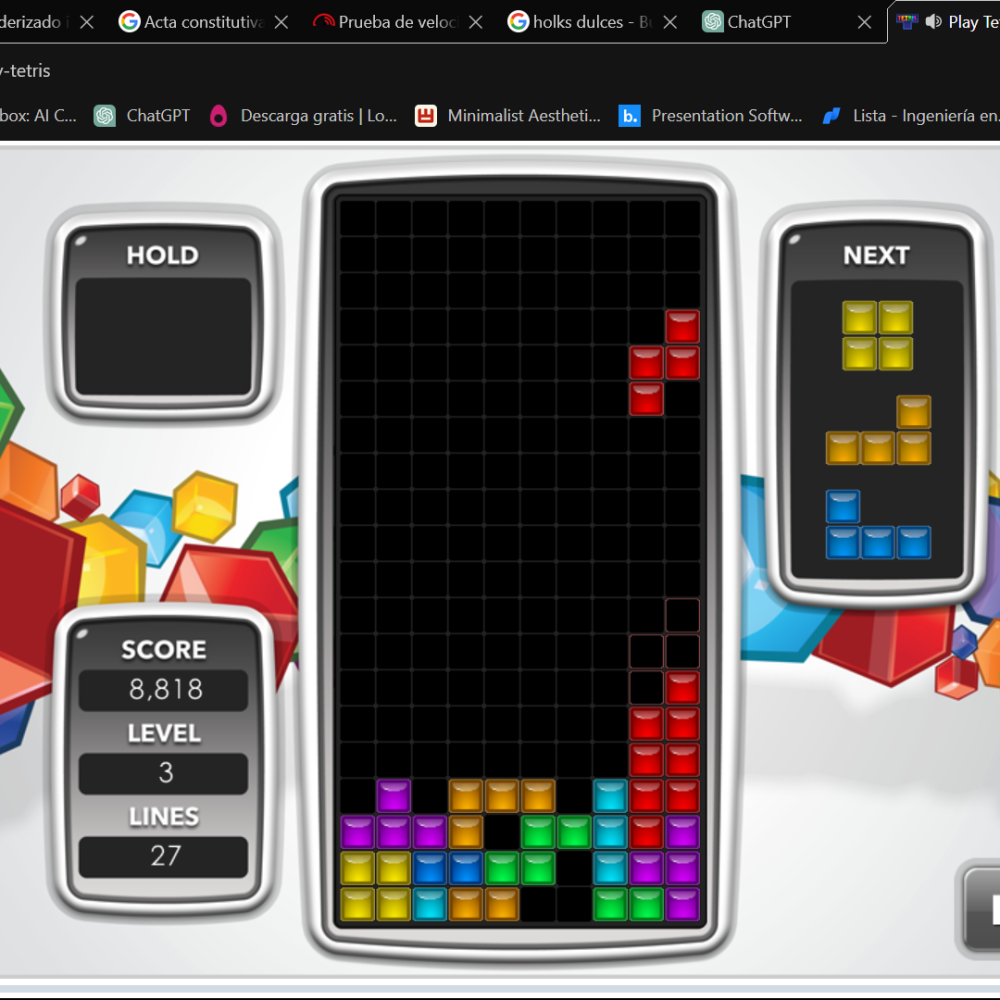 derizado i
Acta constitutiva
Prueba de veloc
holks dulces - Bu
ChatGPT
Play Te
y-tetris
box: AI C...
ChatGPT
Descarga gratis | Lo...
Minimalist Aestheti...
b. Presentation Softw...
Lista - Ingeniería en
HOLD
NEXT
SCORE
8,818
LEVEL
3
LINES
27